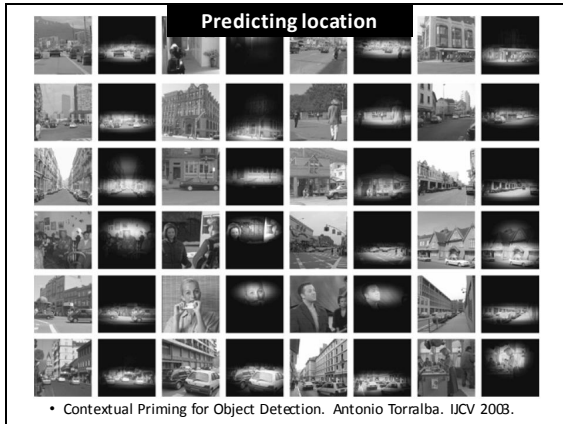 Predicting location
• Contextual Priming for Object Detection. Antonio Torralba. IJCV 2003.